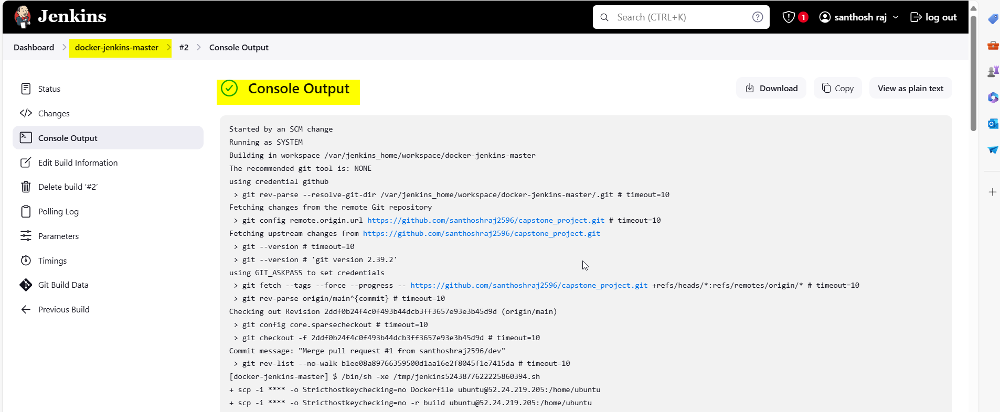 Jenkins
Search (CTRL+K)
1
santhosh raj
log out
Dashboard
docker-jenkins-master
#2
Console Output
Status
Changes
Console Output
Edit Build Information
Delete build ‘#2’
Polling Log
Parameters
Timings
Git Build Data
Previous Build
Console Output
Download
Copy
View as plain text
Started by an SCM change
Running as SYSTEM
Building in workspace /var/jenkins_home/workspace/docker-jenkins-master
The recommended git tool is: NONE
using credential github
> git rev-parse --resolve-git-dir /var/jenkins_home/workspace/docker-jenkins-master/.git # timeout=10
Fetching changes from the remote Git repository
> git config remote.origin.url https://github.com/santhoshraj2596/capstone_project.git # timeout=10
Fetching upstream changes from https://github.com/santhoshraj2596/capstone_project.git
> git --version # timeout=10
> git --version # 'git version 2.39.2'
using GIT_ASKPASS to set credentials
> git fetch --tags --force --progress -- https://github.com/santhoshraj2596/capstone_project.git +refs/heads/*:refs/remotes/origin/* # timeout=10
> git rev-parse origin/main^{commit} # timeout=10
Checking out Revision 2ddf0b24f4c0f493b44dcb3ff3657e93e3b45d9d (origin/main)
> git config core.sparsecheckout # timeout=10
> git checkout -f 2ddf0b24f4c0f493b44dcb3ff3657e93e3b45d9d # timeout=10
Commit message: "Merge pull request #1 from santhoshraj2596/dev"
> git rev-list --no-walk b1ee08a89766359500d1aa16e2f8045f1e7415da # timeout=10
[docker-jenkins-master] $ /bin/sh -xe /tmp/jenkins5243877622225860394.sh
+ scp -i **** -o Stricthostkeychecking=no Dockerfile ubuntu@52.24.219.205:/home/ubuntu
+ scp -i **** -o Stricthostkeychecking=no -r build ubuntu@52.24.219.205:/home/ubuntu